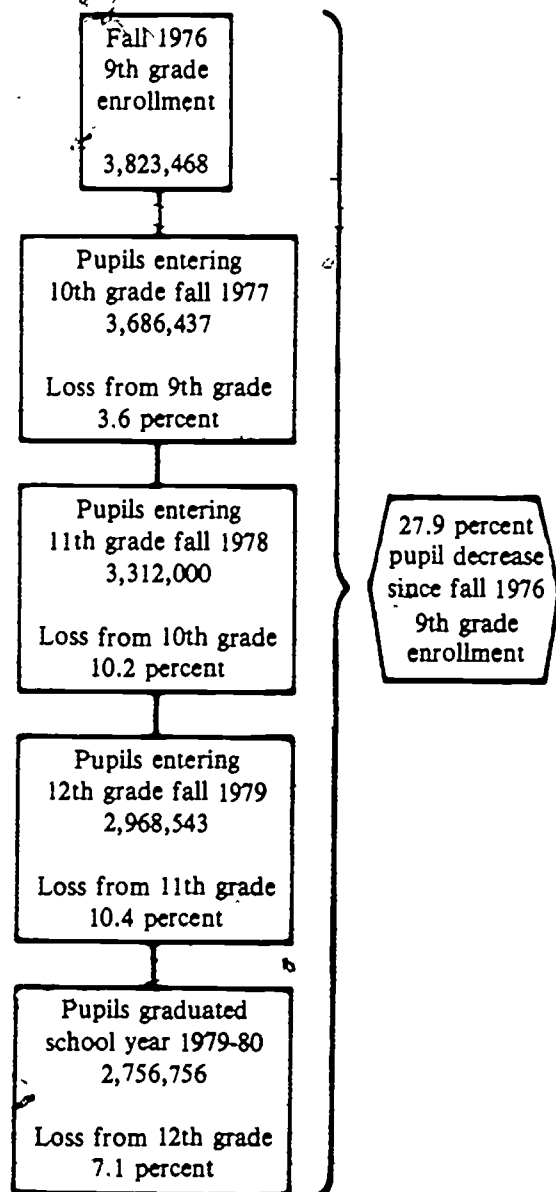 Fall 1976
9th grade
enrollment
3,823,468
Pupils entering
10th grade fall 1977
3,686,437
Loss from 9th grade
3.6 percent
Pupils entering
11th grade fall 1978
3,312,000
Loss from 10th grade
10.2 percent
Pupils entering
12th grade fall 1979
2,968,543
Loss from 11th grade
10.4 percent
Pupils graduated
school year 1979-80
2,756,756
Loss from 12th grade
7.1 percent
27.9 percent
pupil decrease
since fall 1976
9th grade
enrollment